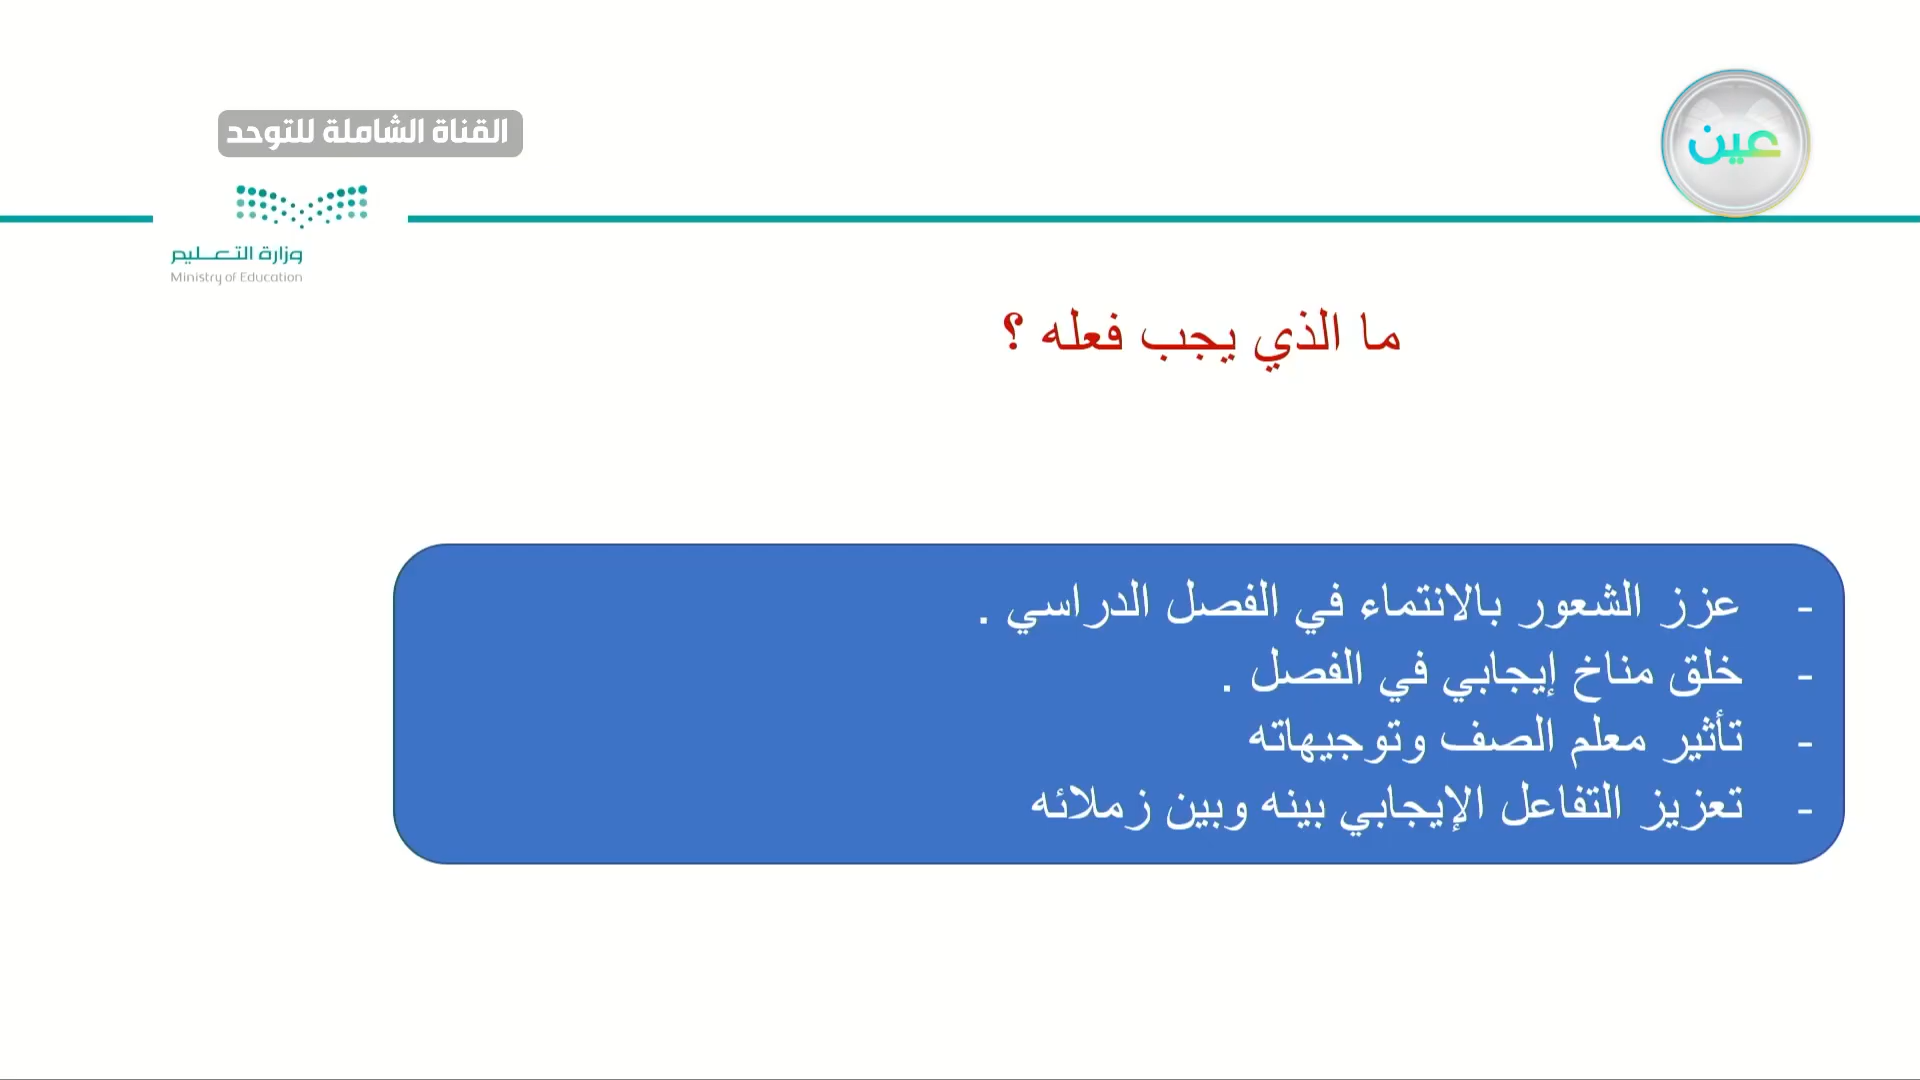 عين
القناة الشاملة للتوحد
وزارة التعليم
Ministry of Education
ما الذي يجب فعله ؟
- عزز الشعور بالانتماء في الفصل الدراسي .
- خلق مناخ إيجابي في الفصل .
- تأثير معلم الصف وتوجيهاته
- تعزيز التفاعل الإيجابي بينه وبين زملائه